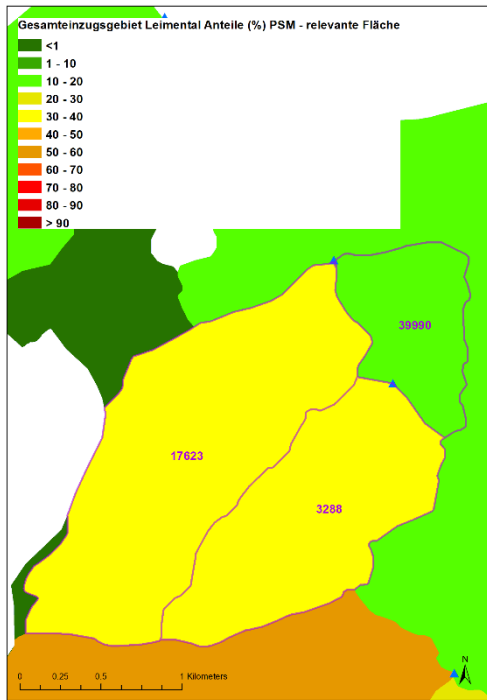 Gesamteinzugsgebiet Leimental Anteile (%) PSM - relevante Fläche
<1
1 - 10
10 - 20
20 - 30
30 - 40
40 - 50
50 - 60
60 - 70
70 - 80
80 - 90
> 90
39990
17623
3288
0 0.25 0.5 1 Kilometers
N